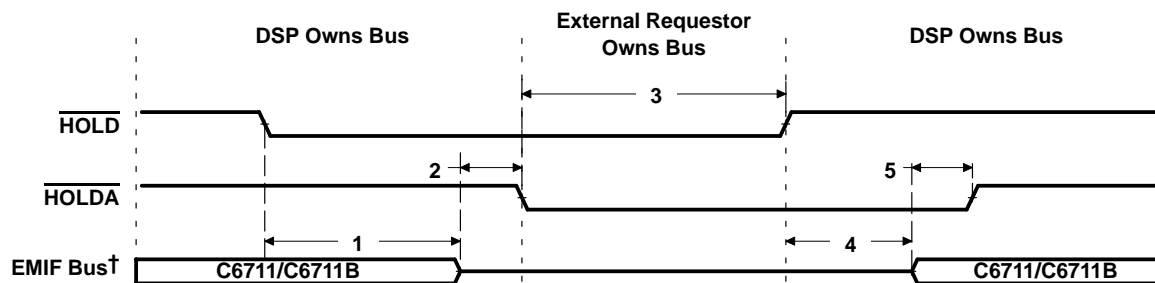 DSP Owns Bus
External Requestor
Owns Bus
DSP Owns Bus
3
HOLD
2
5
HOLDA
1
4
EMIF Bus†
C6711/C6711B
C6711/C6711B